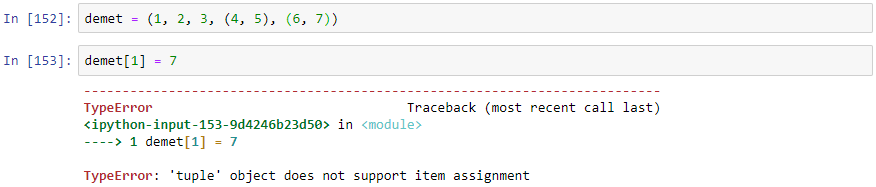 In [152]: demet = (1, 2, 3, (4, 5), (6, 7))
In [153]: demet[1] = 7
---------------------------------------------------------------------------
TypeError                                 Traceback (most recent call last)
<ipython-input-153-9d4246b23d50> in <module>
----> 1 demet[1] = 7
TypeError: 'tuple' object does not support item assignment